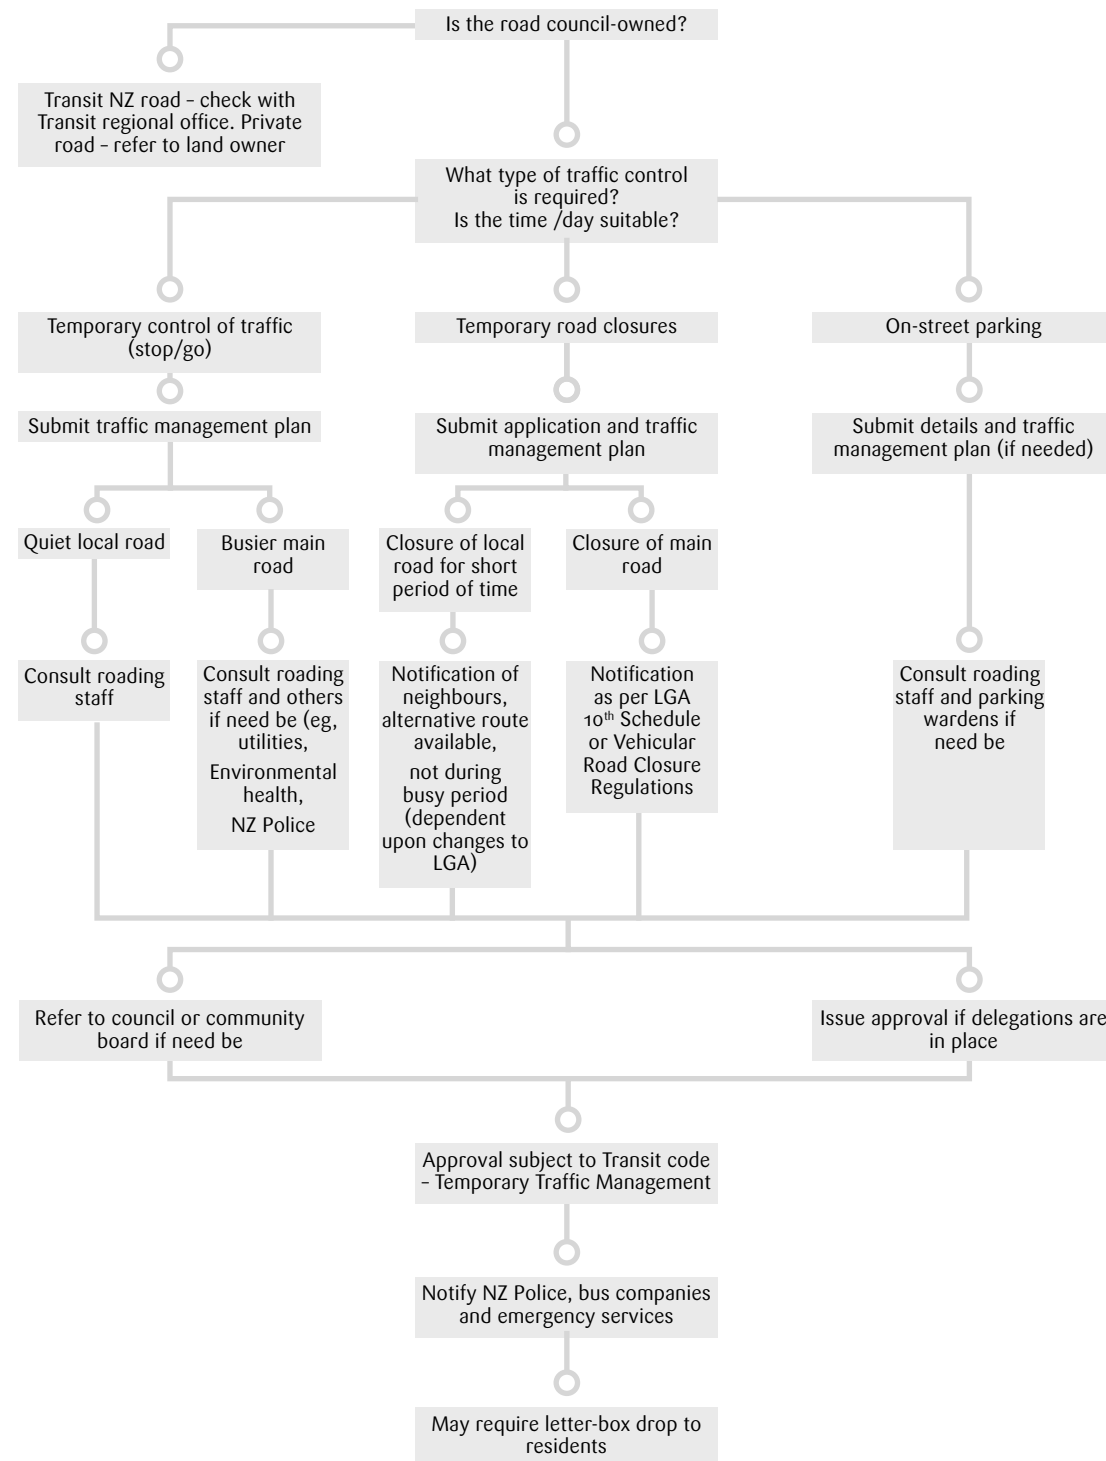 Is the road council-owned?
Transit NZ road – check with
Transit regional office. Private
road – refer to land owner
What type of traffic control
is required?
Is the time /day suitable?
Temporary control of traffic
(stop/go)
Temporary road closures
On-street parking
Submit traffic management plan
Submit application and traffic
management plan
Submit details and traffic
management plan (if needed)
Quiet local road
Busier main
road
Closure of local
road for short
period of time
Closure of main
road
Consult roading
staff
Consult roading
staff and others
if need be (eg,
utilities,
Environmental
health,
NZ Police
Notification of
neighbours,
alternative route
available,
not during
busy period
(dependent
upon changes to
LGA)
Notification
as per LGA
10th Schedule
or Vehicular
Road Closure
Regulations
Consult roading
staff and parking
wardens if
need be
Refer to council or community
board if need be
Issue approval if delegations are
in place
Approval subject to Transit code
– Temporary Traffic Management
Notify NZ Police, bus companies
and emergency services
May require letter-box drop to
residents